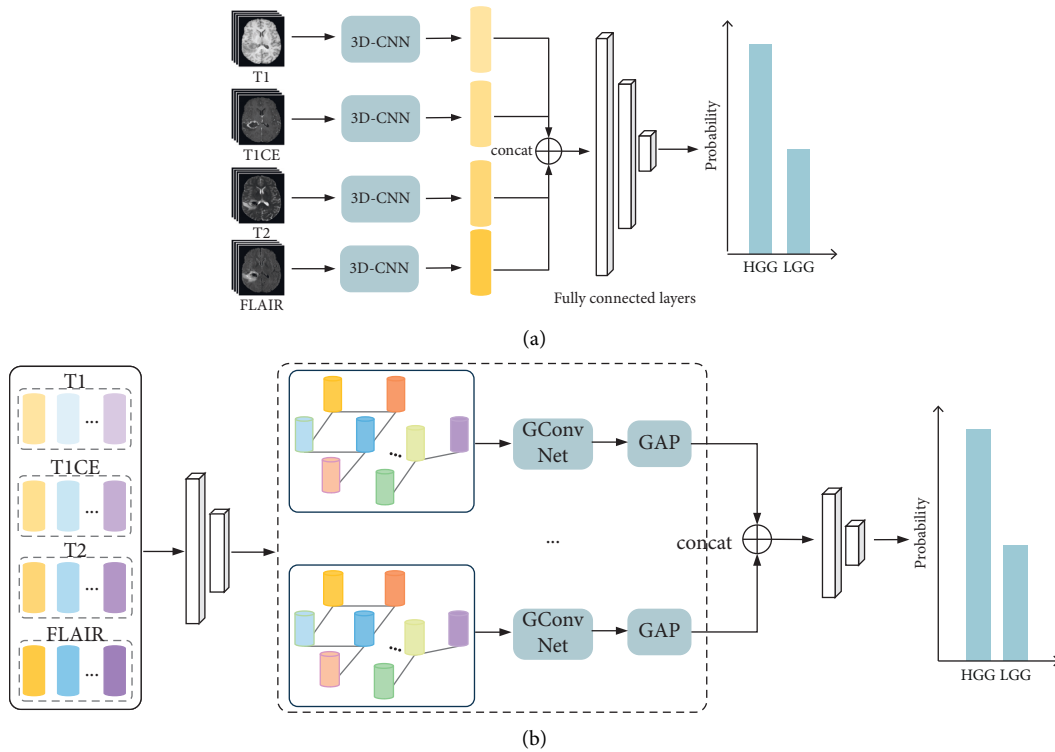 T1
3D-CNN
T1CE
3D-CNN
T2
3D-CNN
FLAIR
3D-CNN
concat
Fully connected layers
Probability
HGG LGG
(a)
T1
...
T1CE
...
T2
...
FLAIR
...
...
GConv
Net
GAP
...
...
GConv
Net
GAP
concat
Probability
HGG LGG
(b)